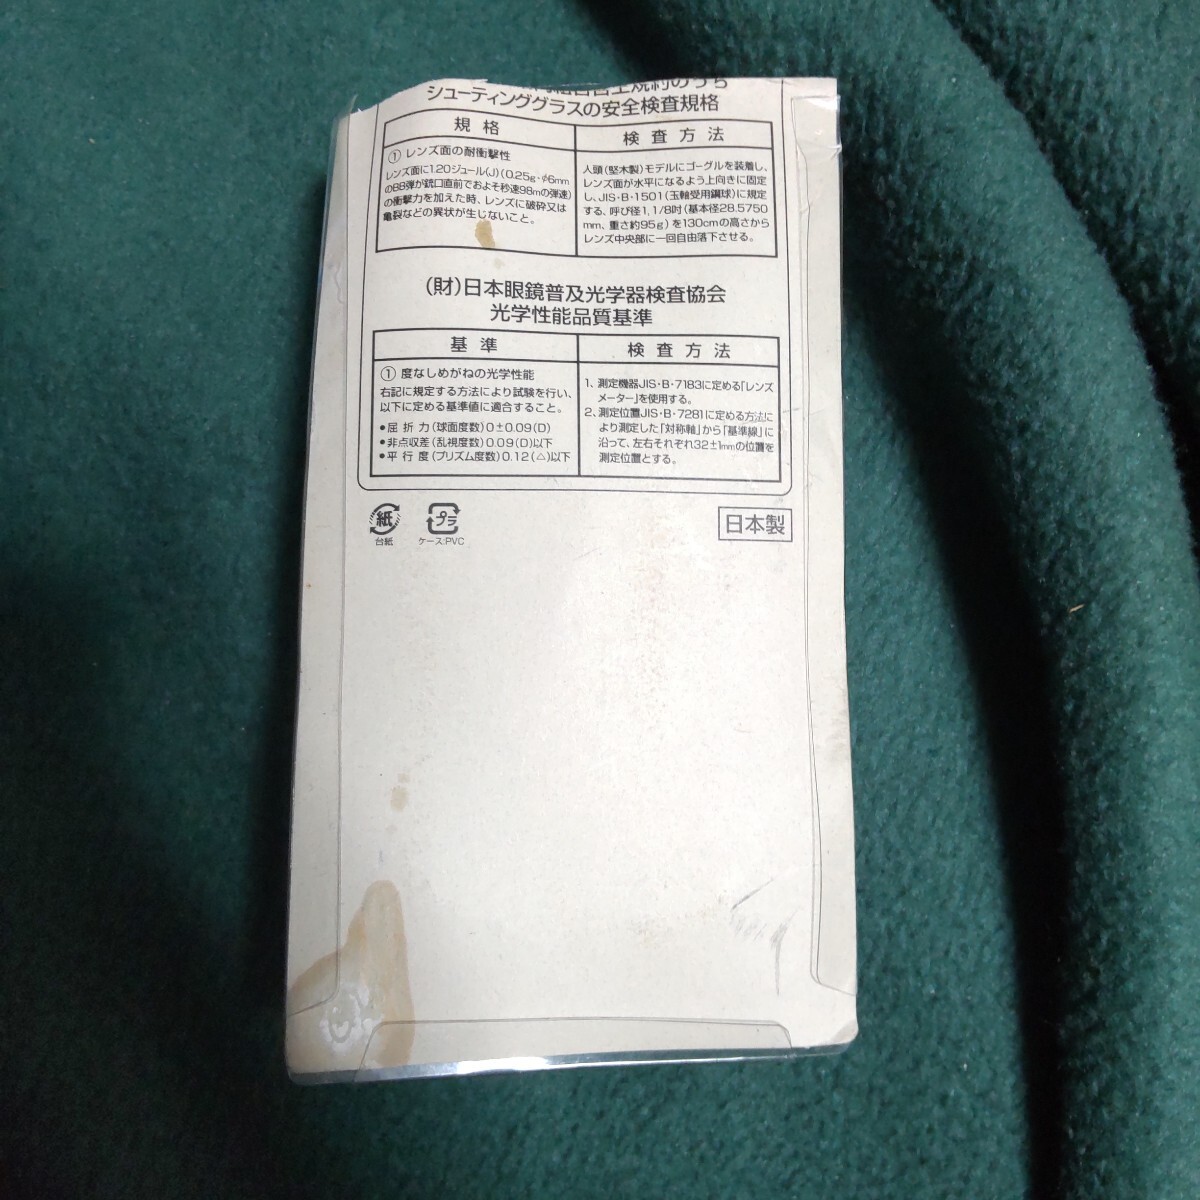 組合自主規約のうち
シューティンググラスの安全検査規格
規格
検査方法
① レンズ面の耐衝撃性
レンズ面に1.20ジュール(J)(0.25g・φ6mm
のBB弾が銃口直前でおよそ秒速98mの弾速)
の衝撃力を加えた時、レンズに破砕又は
亀裂などの異状が生じないこと。
人頭(堅木製)モデルにゴーグルを装着し、
レンズ面が水平になるよう上向きに固定
し、JIS・B・1501(玉軸受用鋼球)に規定
する、呼び径1,1/8吋(基本径28.5750
mm、重さ約95g)を130cmの高さから
レンズ中央部に一回自由落下させる。
(財)日本眼鏡普及光学器検査協会
光学性能品質基準
基準
検査方法
① 度なしめがねの光学性能
右記に規定する方法により試験を行い、
以下に定める基準値に適合すること。
●屈折力(球面度数)0±0.09(D)
●非点収差(乱視度数)0.09(D)以下
●平行度(プリズム度数)0.12(△)以下
1、測定機器JIS・B・7183に定める「レンズ
メーター」を使用する。
2、測定位置JIS・B・7281に定める方法に
より測定した「対称軸」から「基準線」に
沿って、左右それぞれ32±1mmの位置を
測定位置とする。
紙
台紙
プラ
ケース:PVC
日本製